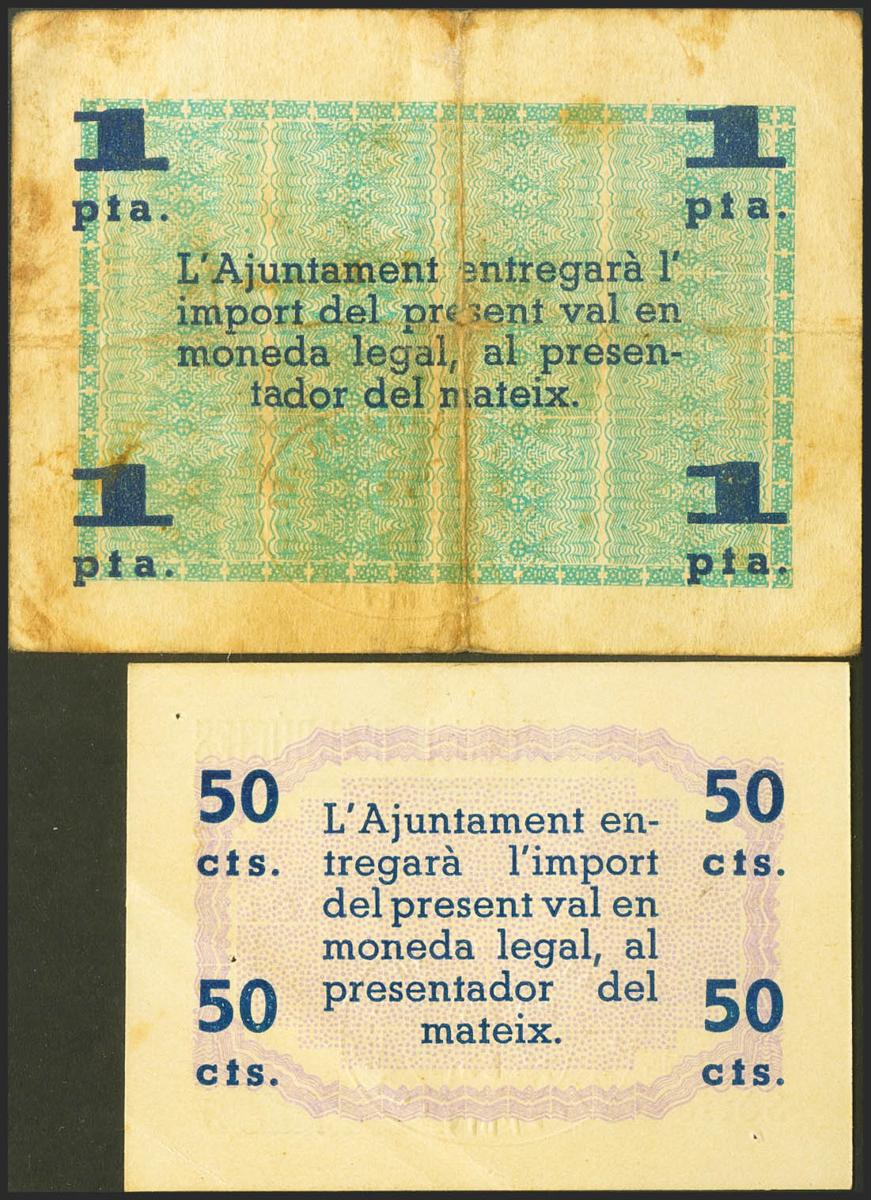 1 1
pta. pta.
L'Ajuntament entregarà l'
import del present val en
moneda legal, al presen-
tador del mateix.
1 1
pta. pta.
50 50
cts. cts.
L'Ajuntament en-
tregarà l'import
del present val en
moneda legal, al
presentador del
mateix.
50 50
cts. cts.